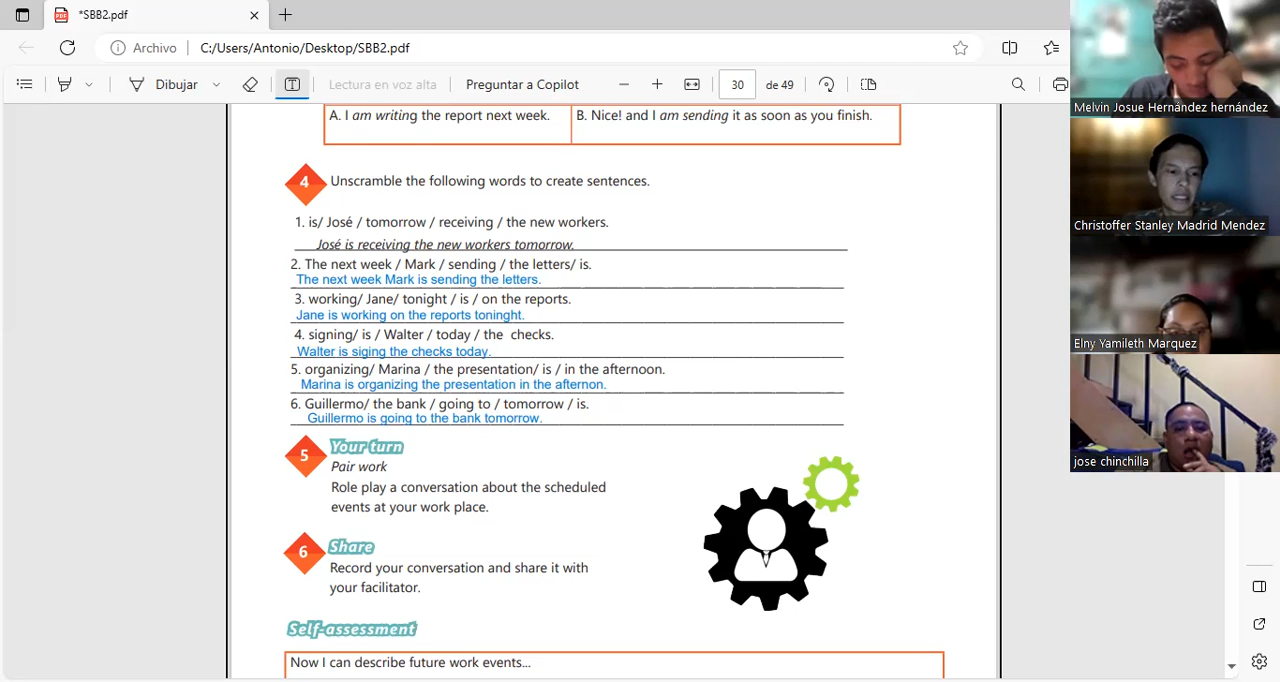 *SBB2.pdf
Archivo
C:/Users/Antonio/Desktop/SBB2.pdf
Dibujar
Lectura en voz alta
Preguntar a Copilot
30
de 49
A. I am writing the report next week.
B. Nice! and I am sending it as soon as you finish.
4
Unscramble the following words to create sentences.
1. is/ José / tomorrow / receiving / the new workers.
José is receiving the new workers tomorrow.
2. The next week / Mark / sending / the letters/ is.
The next week Mark is sending the letters.
3. working/ Jane/ tonight / is / on the reports.
Jane is working on the reports toninght.
4. signing/ is / Walter / today / the checks.
Walter is siging the checks today.
5. organizing/ Marina / the presentation/ is / in the afternoon.
Marina is organizing the presentation in the afternon.
6. Guillermo/ the bank / going to / tomorrow / is.
Guillermo is going to the bank tomorrow.
5
Your turn
Pair work
Role play a conversation about the scheduled
events at your work place.
6
Share
Record your conversation and share it with
your facilitator.
Self-assessment
Now I can describe future work events...
Melvin Josue Hernández hernández
Christoffer Stanley Madrid Mendez
Elny Yamileth Marquez
jose chinchilla